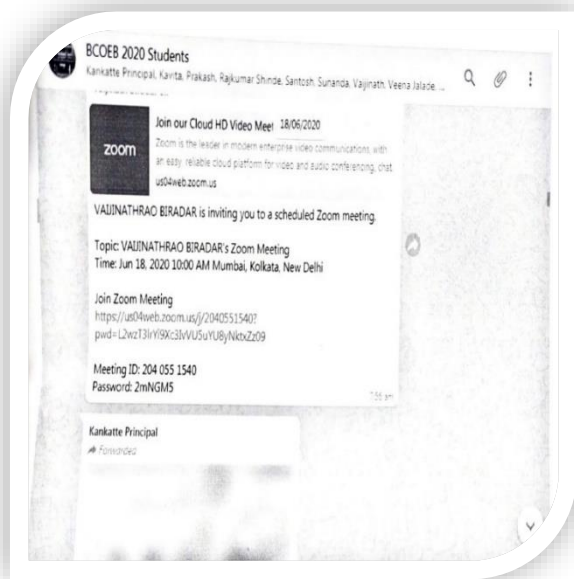 BCOEB 2020 Students
Kankatte Principal, Kavita, Prakash, Rajkumar Shinde, Santosh, Sunanda, Vaijinath, Veena Jalade, ...
zoom
Join our Cloud HD Video Meet 18/06/2020
Zoom is the leader in modern enterprise video communications, with
an easy, reliable cloud platform for video and audio conferencing, chat
us04web.zoom.us
VAIJINATHRAO BIRADAR is inviting you to a scheduled Zoom meeting.
Topic: VAIJINATHRAO BIRADAR's Zoom Meeting
Time: Jun 18, 2020 10:00 AM Mumbai, Kolkata, New Delhi
Join Zoom Meeting
https://us04web.zoom.us/j/2040551540?
Meeting ID: 204 055 1540
Password: 2mNGM5
7:56 am
Kankatte Principal
Forwarded